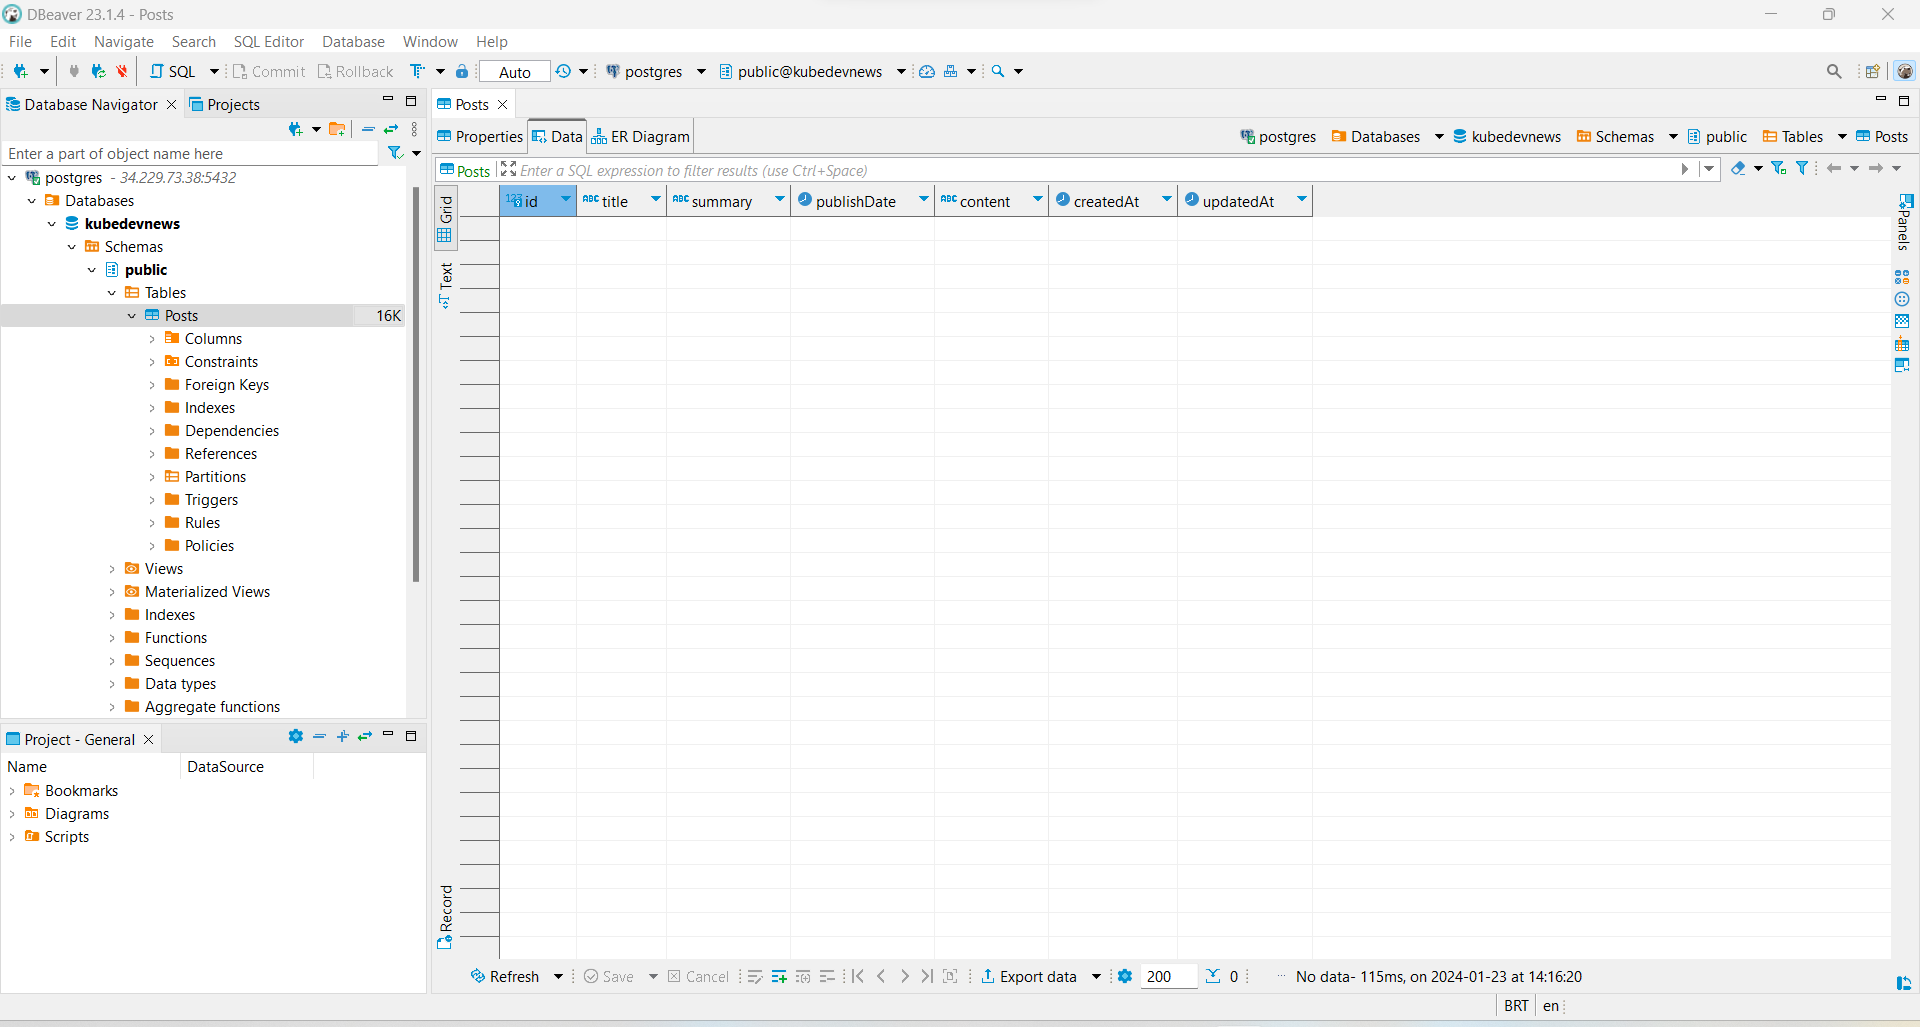 DBeaver 23.1.4 - Posts
File Edit Navigate Search SQL Editor Database Window Help
SQL Commit Rollback Auto postgres public@kubedevnews
Database Navigator Projects
Enter a part of object name here
postgres - 34.229.73.38:5432
Databases
kubedevnews
Schemas
public
Tables
Posts 16K
Columns
Constraints
Foreign Keys
Indexes
Dependencies
References
Partitions
Triggers
Rules
Policies
Views
Materialized Views
Indexes
Functions
Sequences
Data types
Aggregate functions
Project - General
Name DataSource
Bookmarks
Diagrams
Scripts
Posts
Properties Data ER Diagram postgres Databases kubedevnews Schemas public Tables Posts
Posts Enter a SQL expression to filter results (use Ctrl+Space)
Grid
Text
Record
123 id ABC title ABC summary publishDate ABC content createdAt updatedAt
Panels
Refresh Save Cancel Export data 200 0 No data - 115ms, on 2024-01-23 at 14:16:20
BRT en